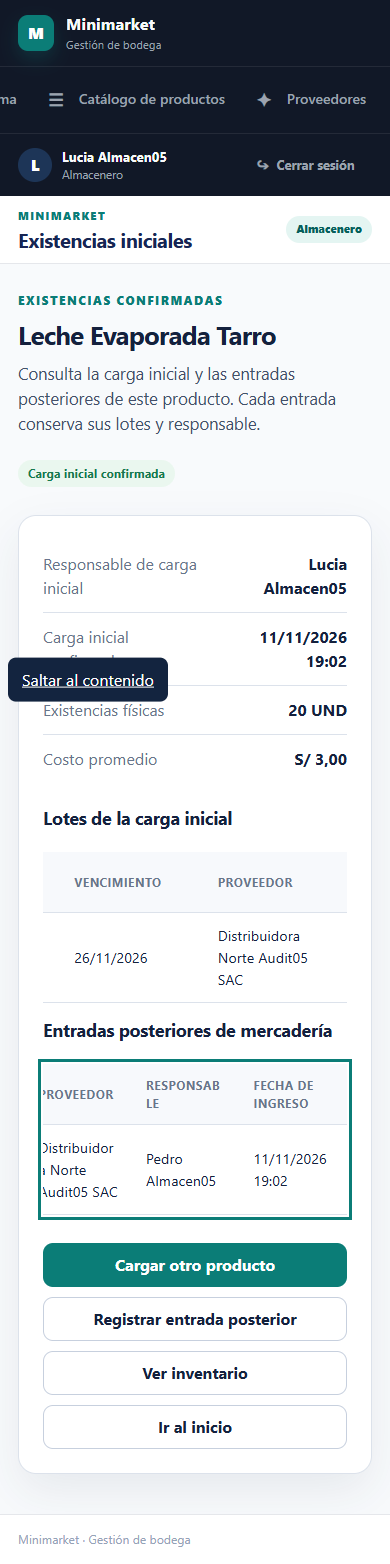 M
Minimarket
Gestión de bodega
Catálogo de productos
Proveedores
L
Lucia Almacen05
Almacenero
Cerrar sesión
MINIMARKET
Existencias iniciales
Almacenero
EXISTENCIAS CONFIRMADAS
Leche Evaporada Tarro
Consulta la carga inicial y las entradas
posteriores de este producto. Cada entrada
conserva sus lotes y responsable.
Carga inicial confirmada
Responsable de carga
inicial
Lucia
Almacen05
Carga inicial
11/11/2026
19:02
Saltar al contenido
Existencias físicas
20 UND
Costo promedio
S/ 3,00
Lotes de la carga inicial
VENCIMIENTO
PROVEEDOR
26/11/2026
Distribuidora
Norte Audit05
SAC
Entradas posteriores de mercadería
PROVEEDOR
RESPONSAB
LE
FECHA DE
INGRESO
Distribuidor
a Norte
Audit05 SAC
Pedro
Almacen05
11/11/2026
19:02
Cargar otro producto
Registrar entrada posterior
Ver inventario
Ir al inicio
Minimarket · Gestión de bodega